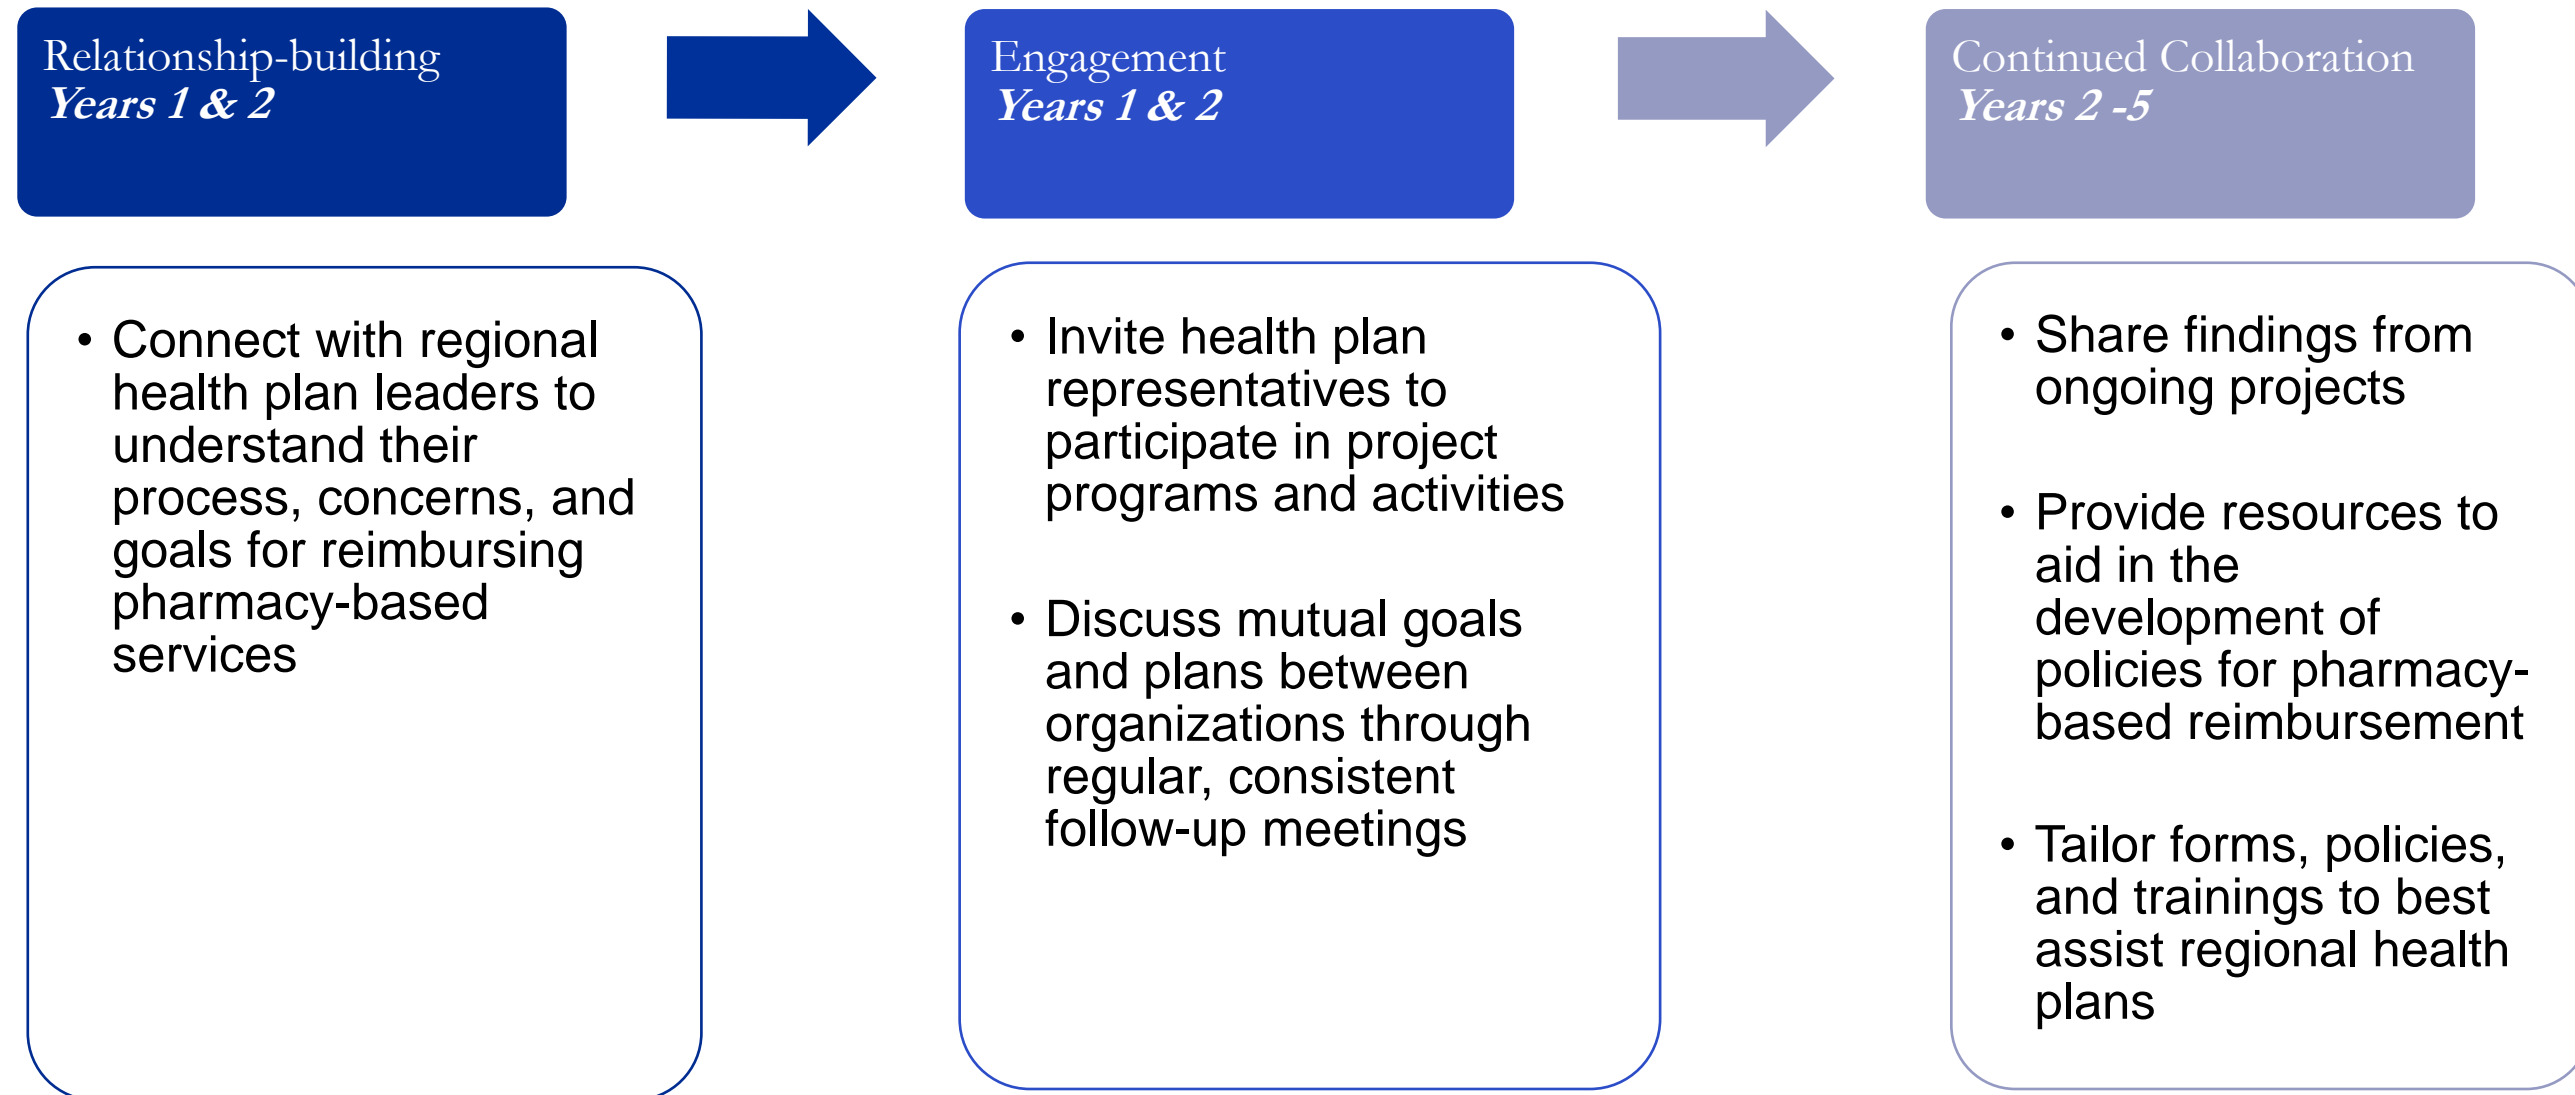 Relationship-building
Years 1 & 2
Engagement
Years 1 & 2
Continued Collaboration
Years 2 -5
• Connect with regional
health plan leaders to
understand their
process, concerns, and
goals for reimbursing
pharmacy-based
services
• Invite health plan
representatives to
participate in project
programs and activities
• Discuss mutual goals
and plans between
organizations through
regular, consistent
follow-up meetings
• Share findings from
ongoing projects
• Provide resources to
aid in the
development of
policies for pharmacy-
based reimbursement
• Tailor forms, policies,
and trainings to best
assist regional health
plans